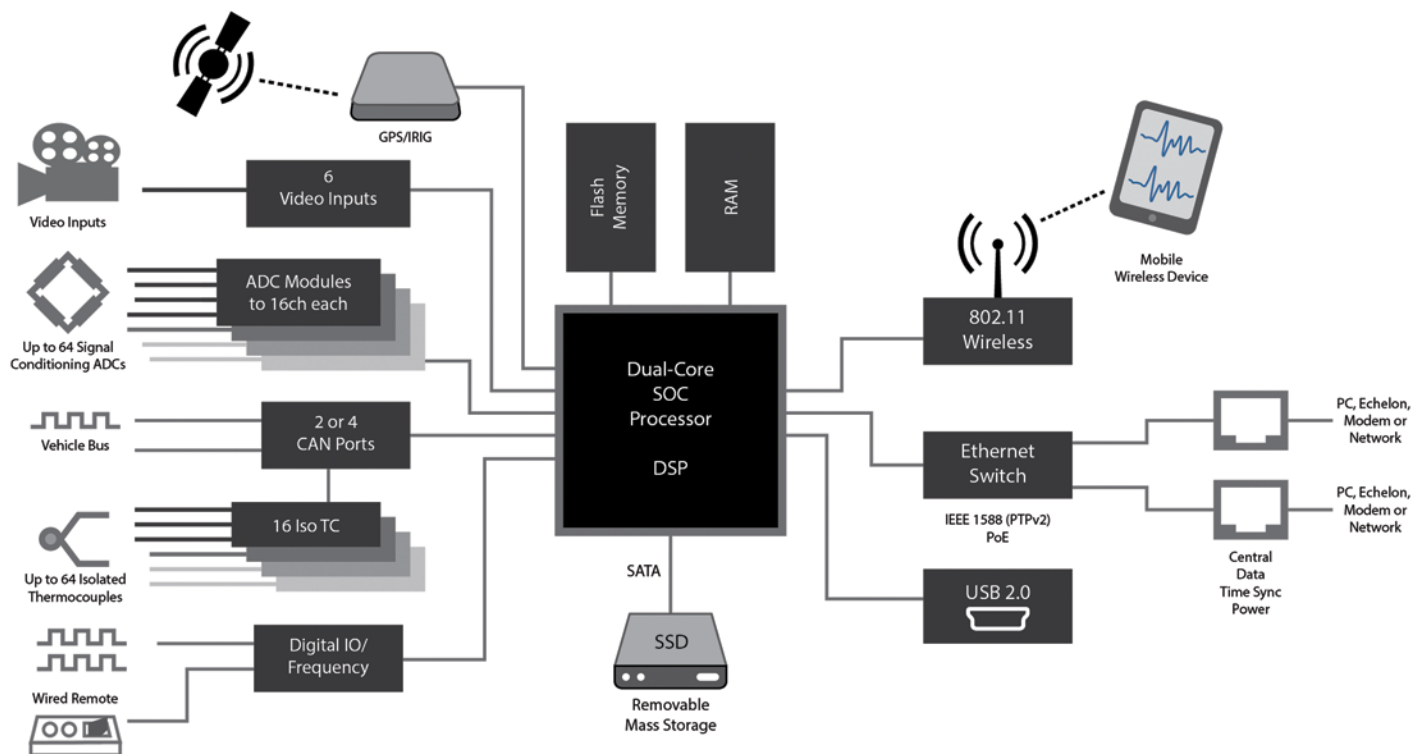 GPS/IRIG
Video Inputs
6
Video Inputs
Up to 64 Signal
Conditioning ADCs
ADC Modules
to 16ch each
Vehicle Bus
2 or 4
CAN Ports
Up to 64 Isolated
Thermocouples
16 Iso TC
Wired Remote
Digital IO/
Frequency
Flash
Memory
RAM
Dual-Core
SOC
Processor
DSP
SATA
SSD
Removable
Mass Storage
Mobile
Wireless Device
802.11
Wireless
Ethernet
Switch
IEEE 1588 (PTPv2)
PoE
USB 2.0
PC, Echelon,
Modem or
Network
PC, Echelon,
Modem or
Network
Central
Data
Time Sync
Power